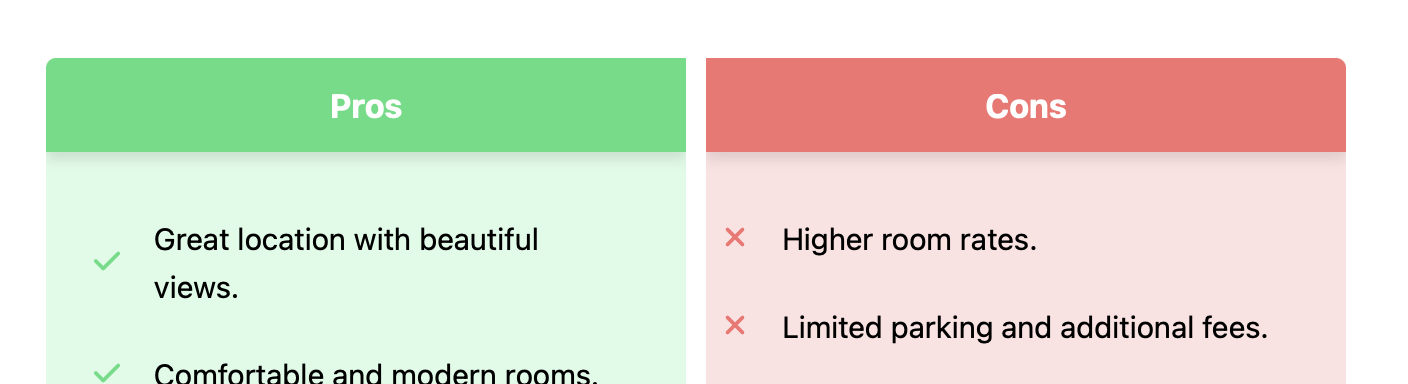 Pros
Great location with beautiful
views.
Comfortable and modern rooms.
Cons
Higher room rates.
Limited parking and additional fees.